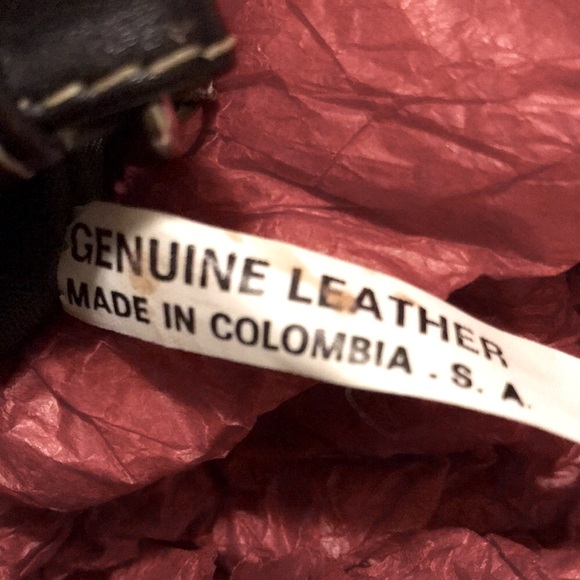 GENUINE LEATHER
MADE IN COLOMBIA . S. A.